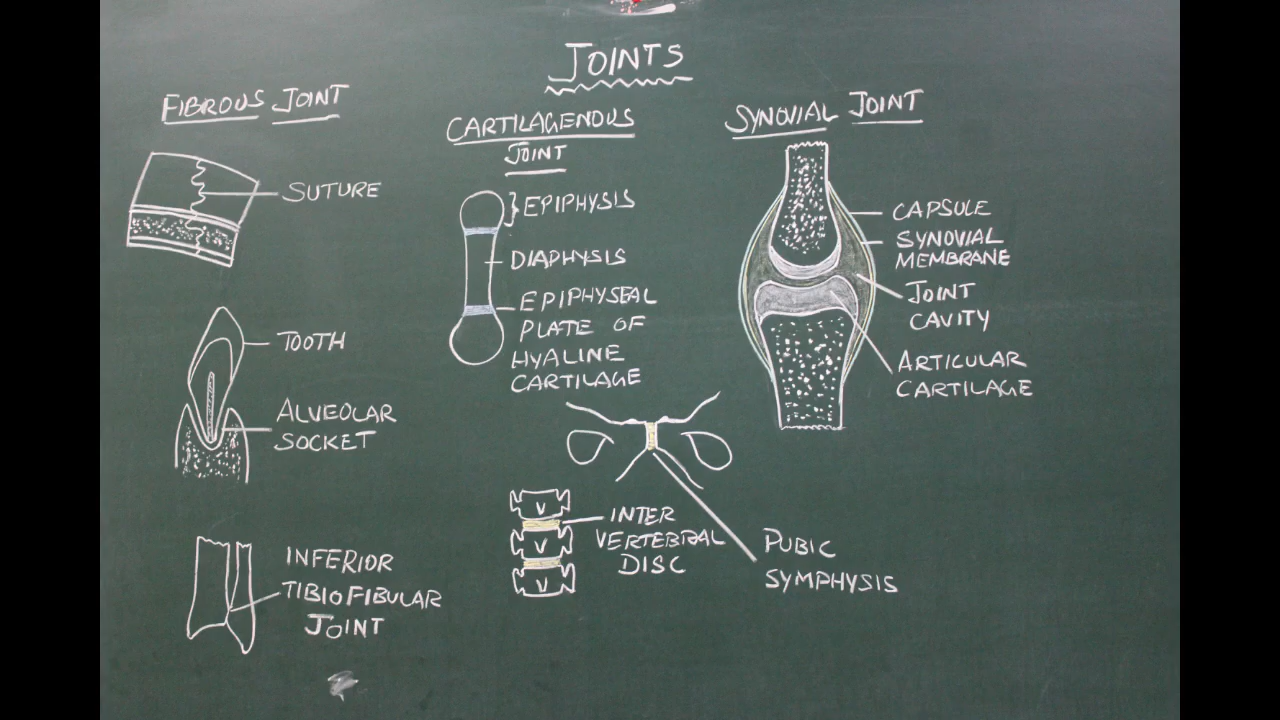 JOINTS
FIBROUS JOINT
SUTURE
TOOTH
ALVEOLAR
SOCKET
INFERIOR
TIBIOFIBULAR
JOINT
CARTILAGENOUS
JOINT
EPIPHYSIS
DIAPHYSIS
EPIPHYSEAL
PLATE OF
HYALINE
CARTILAGE
V
V
V
INTER
VERTEBRAL
DISC
PUBIC
SYMPHYSIS
SYNOVIAL JOINT
CAPSULE
SYNOVIAL
MEMBRANE
JOINT
CAVITY
ARTICULAR
CARTILAGE